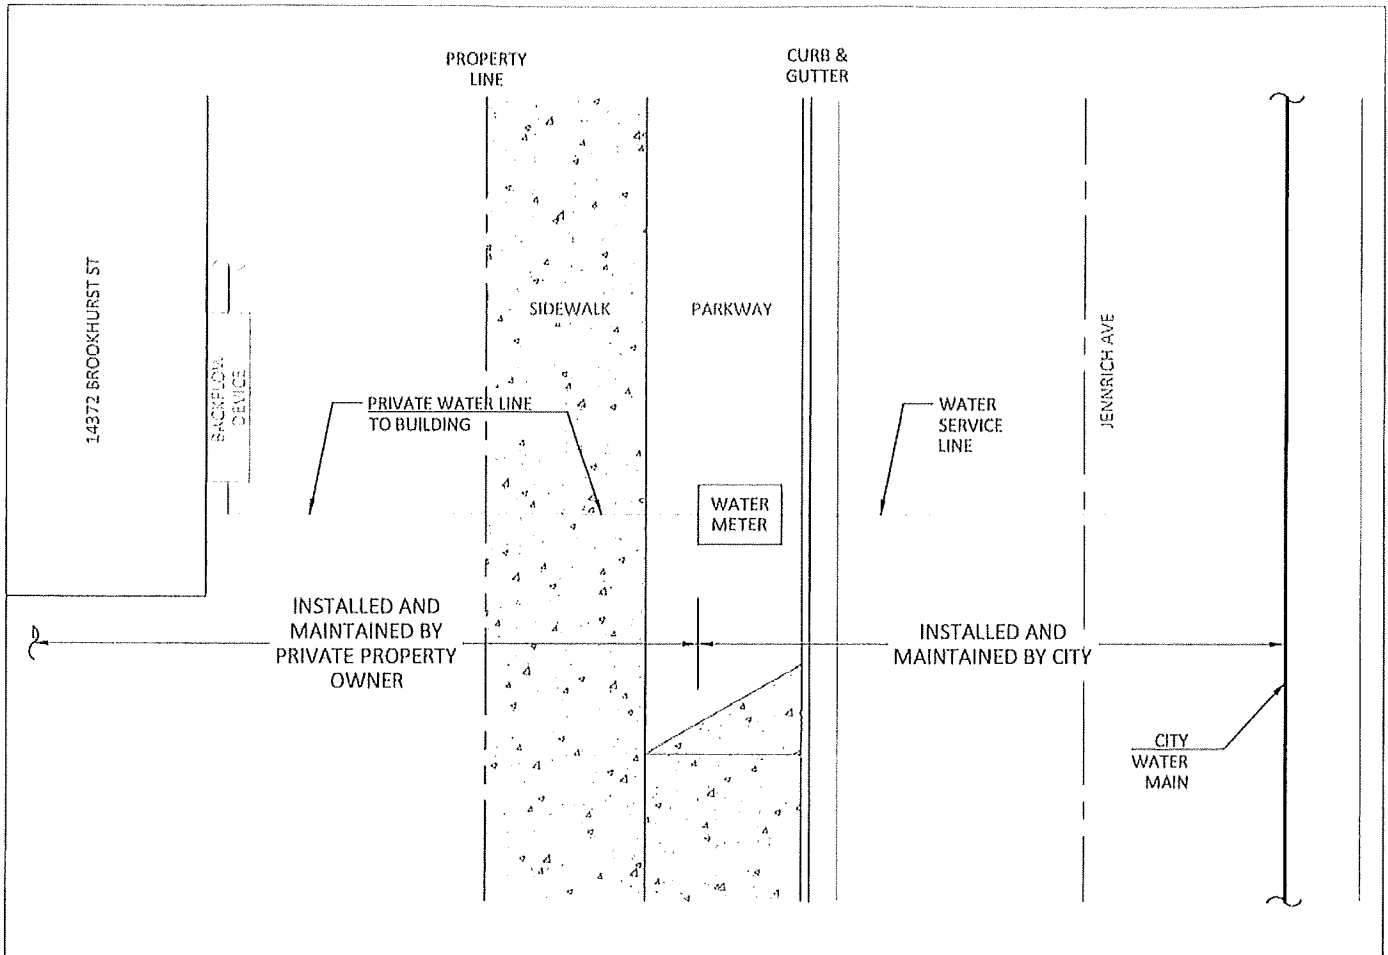 PROPERTY
LINE
CURB &
GUTTER
14372 BROOKHURST ST
BACKFLOW
DEVICE
SIDEWALK
PARKWAY
JENNRICH AVE
PRIVATE WATER LINE
TO BUILDING
WATER
SERVICE
LINE
WATER
METER
INSTALLED AND
MAINTAINED BY
PRIVATE PROPERTY
OWNER
INSTALLED AND
MAINTAINED BY CITY
CITY
WATER
MAIN